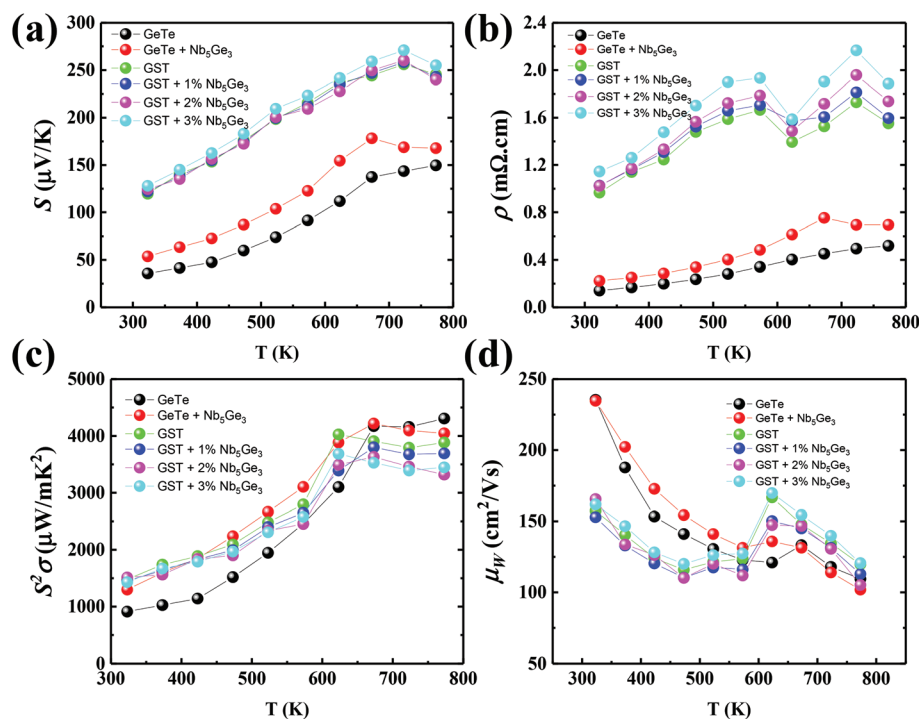 (a)
300
250
200
150
100
50
0
S (μV/K)
GeTe
GeTe + Nb₅Ge₃
GST
GST + 1% Nb₅Ge₃
GST + 2% Nb₅Ge₃
GST + 3% Nb₅Ge₃
300 400 500 600 700 800
T (K)
(b)
2.4
2.0
1.6
1.2
0.8
0.4
0.0
ρ (mΩ.cm)
GeTe
GeTe + Nb₅Ge₃
GST
GST + 1% Nb₅Ge₃
GST + 2% Nb₅Ge₃
GST + 3% Nb₅Ge₃
300 400 500 600 700 800
T (K)
(c)
5000
4000
3000
2000
1000
0
S²σ (μW/mK²)
GeTe
GeTe + Nb₅Ge₃
GST
GST + 1% Nb₅Ge₃
GST + 2% Nb₅Ge₃
GST + 3% Nb₅Ge₃
300 400 500 600 700 800
T (K)
(d)
250
200
150
100
50
μ_W (cm²/Vs)
GeTe
GeTe + Nb₅Ge₃
GST
GST + 1% Nb₅Ge₃
GST + 2% Nb₅Ge₃
GST + 3% Nb₅Ge₃
300 400 500 600 700 800
T (K)